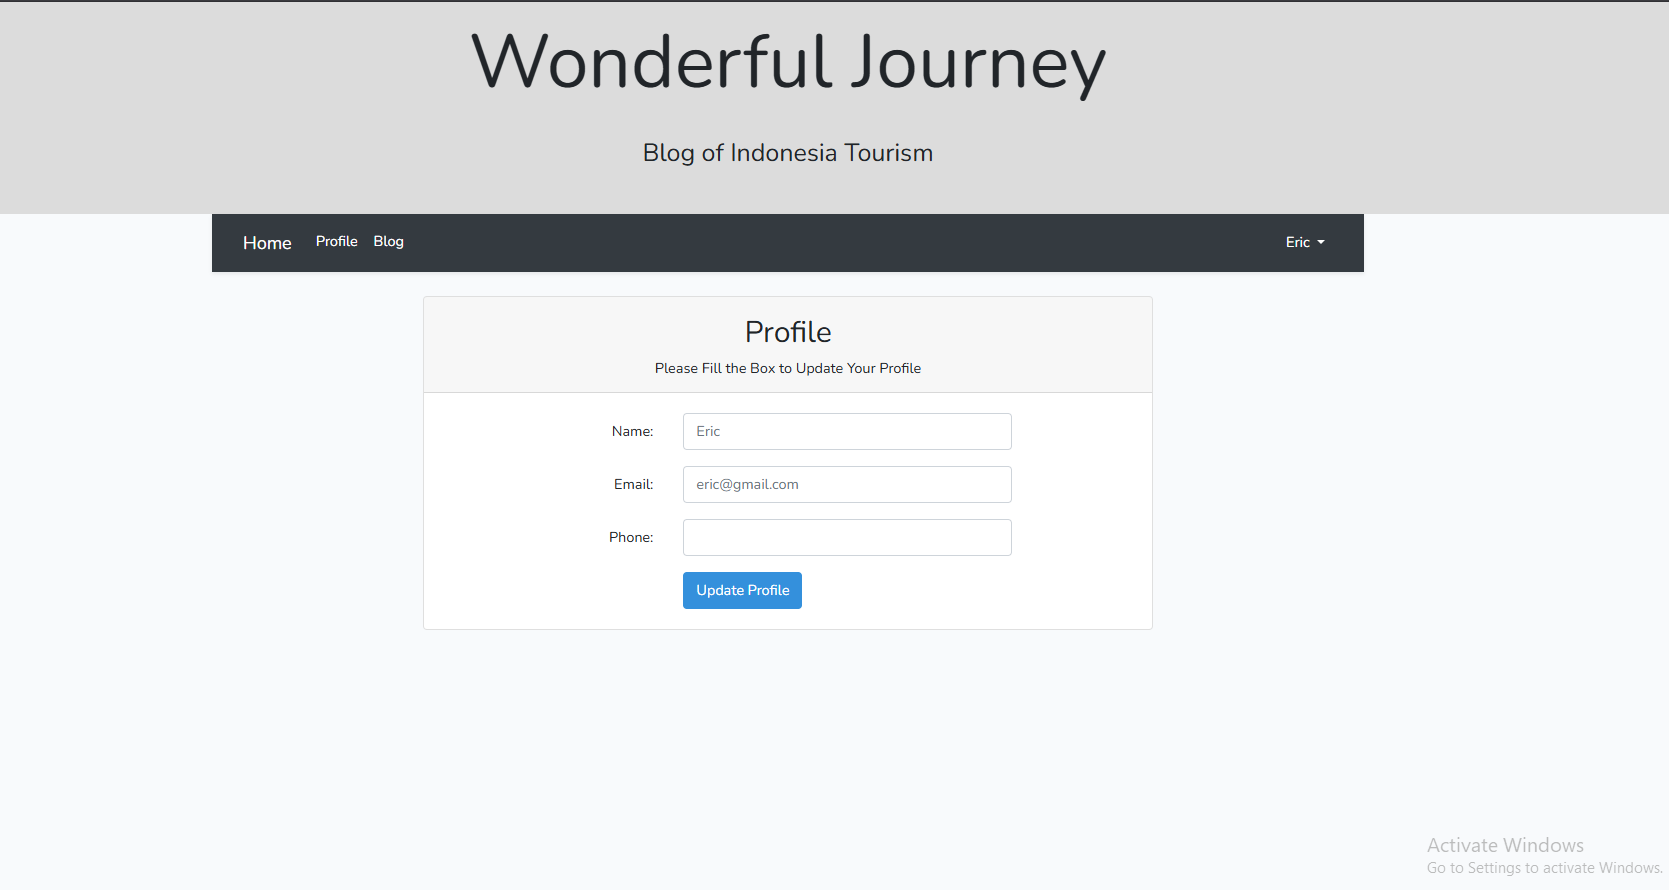 Wonderful Journey
Blog of Indonesia Tourism
Home Profile Blog Eric
Profile
Please Fill the Box to Update Your Profile
Name: Eric
Email: eric@gmail.com
Phone:
Update Profile
Activate Windows
Go to Settings to activate Windows.